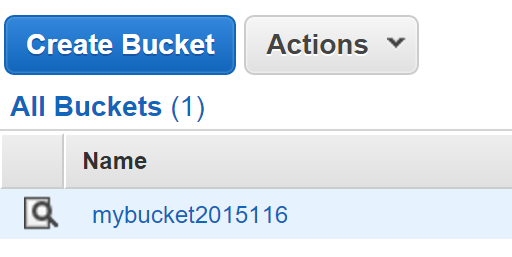 Create Bucket Actions
All Buckets (1)
Name
mybucket2015116